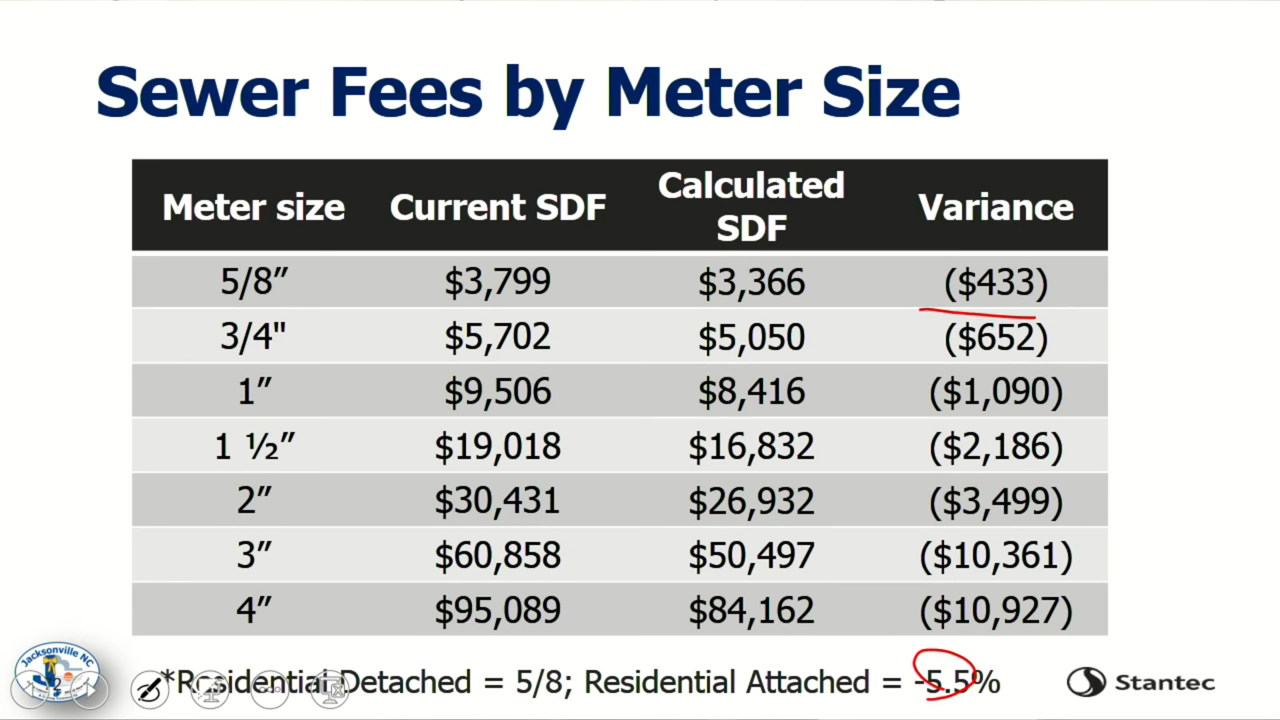 Sewer Fees by Meter Size
Meter size Current SDF Calculated SDF Variance
5/8” $3,799 $3,366 ($433)
3/4" $5,702 $5,050 ($652)
1” $9,506 $8,416 ($1,090)
1 ½” $19,018 $16,832 ($2,186)
2” $30,431 $26,932 ($3,499)
3” $60,858 $50,497 ($10,361)
4” $95,089 $84,162 ($10,927)
*Residential Detached = 5/8; Residential Attached = -5.5%
Jacksonville NC
Stantec